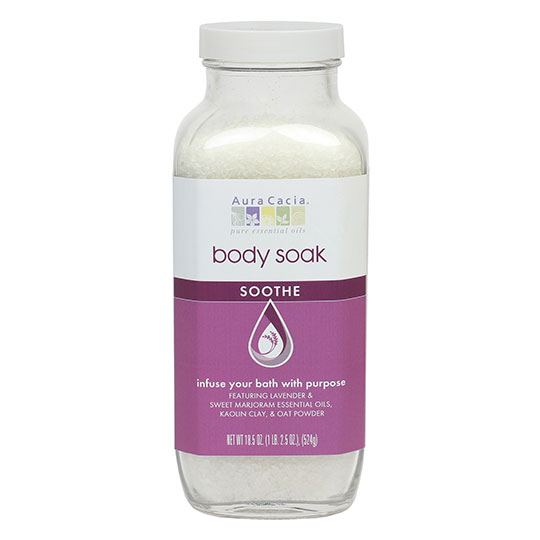 Aura Cacia®
pure essential oils
body soak
SOOTHE
infuse your bath with purpose
FEATURING LAVENDER &
SWEET MARJORAM ESSENTIAL OILS,
KAOLIN CLAY, & OAT POWDER
NET WT 18.5 OZ. (1 LB. 2.5 OZ.), (524g)